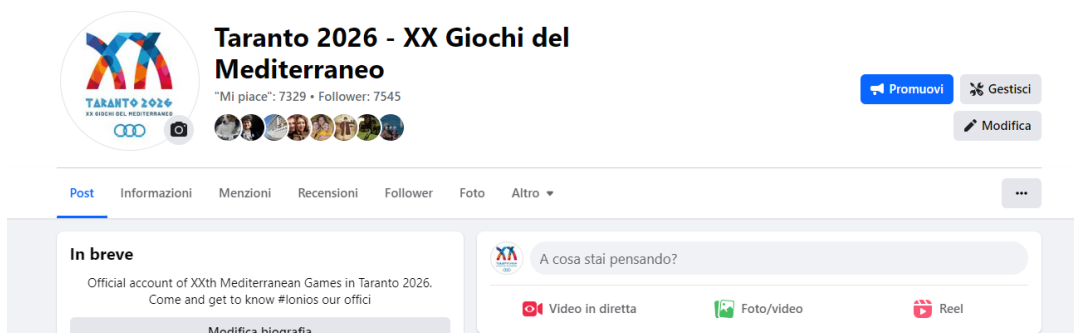 Taranto 2026 - XX Giochi del
Mediterraneo
"Mi piace": 7329 • Follower: 7545
TARANTO 2026
XX GIOCHI DEL MEDITERRANEO
Promuovi
Gestisci
Modifica
Post
Informazioni
Menzioni
Recensioni
Follower
Foto
Altro
In breve
Official account of XXth Mediterranean Games in Taranto 2026.
Come and get to know #Ionios our offici
Modifica biografia
A cosa stai pensando?
Video in diretta
Foto/video
Reel